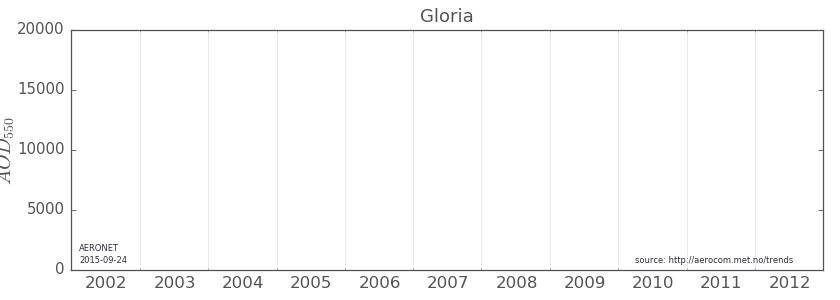 Gloria
20000
15000
10000
5000
0
AOD550
AERONET
2015-09-24
source: http://aerocom.met.no/trends
2002 2003 2004 2005 2006 2007 2008 2009 2010 2011 2012